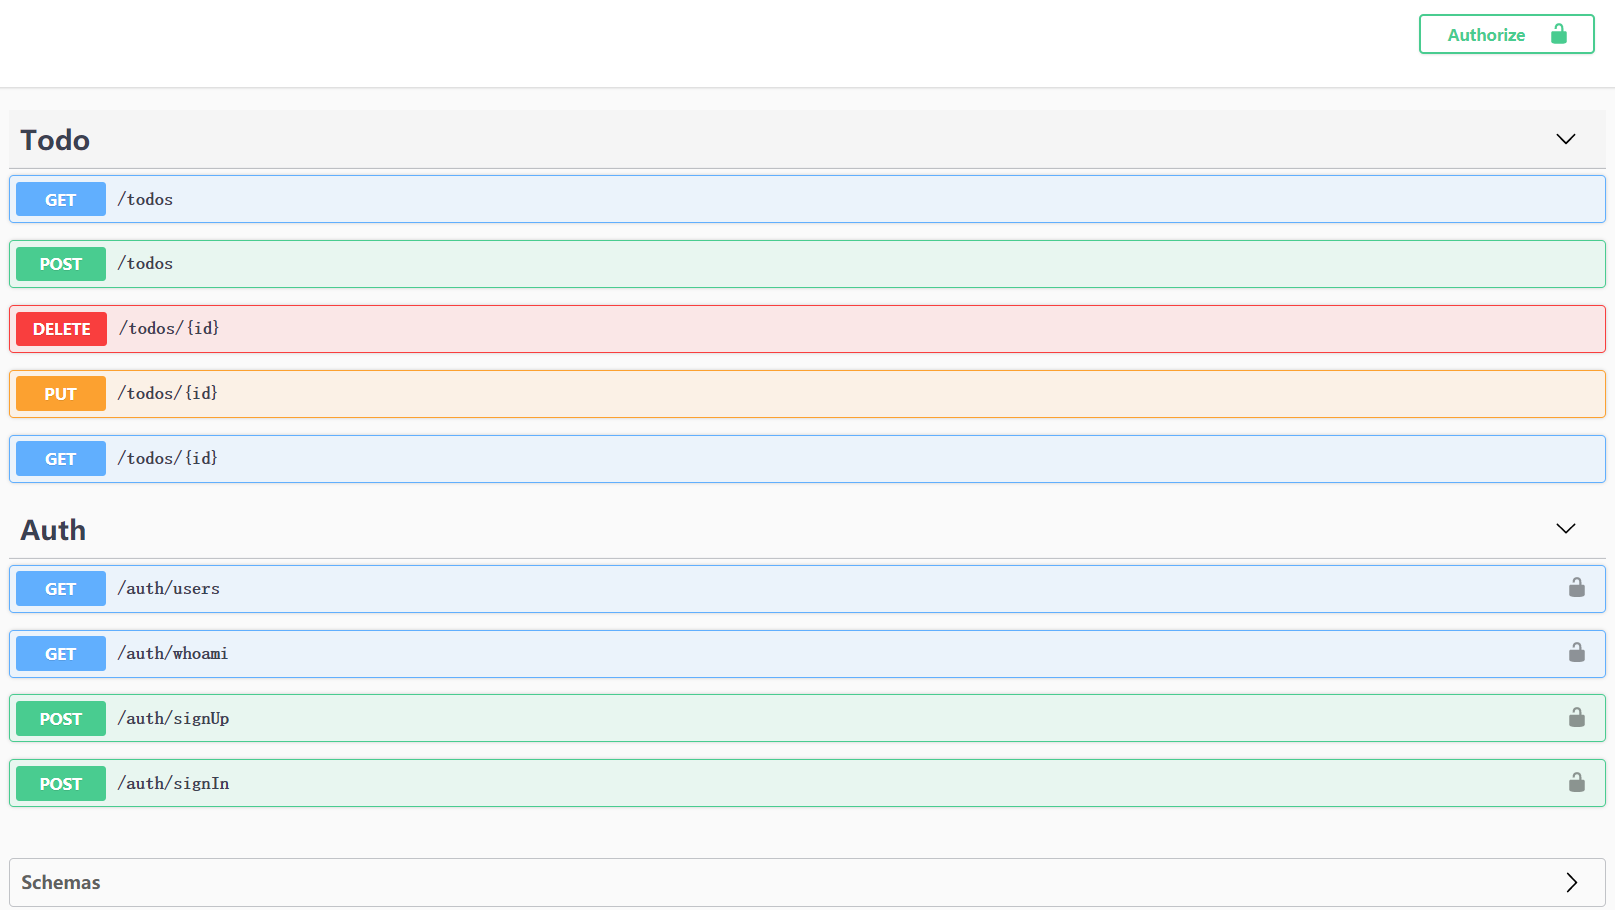 Authorize
Todo
GET /todos
POST /todos
DELETE /todos/{id}
PUT /todos/{id}
GET /todos/{id}
Auth
GET /auth/users
GET /auth/whoami
POST /auth/signUp
POST /auth/signIn
Schemas